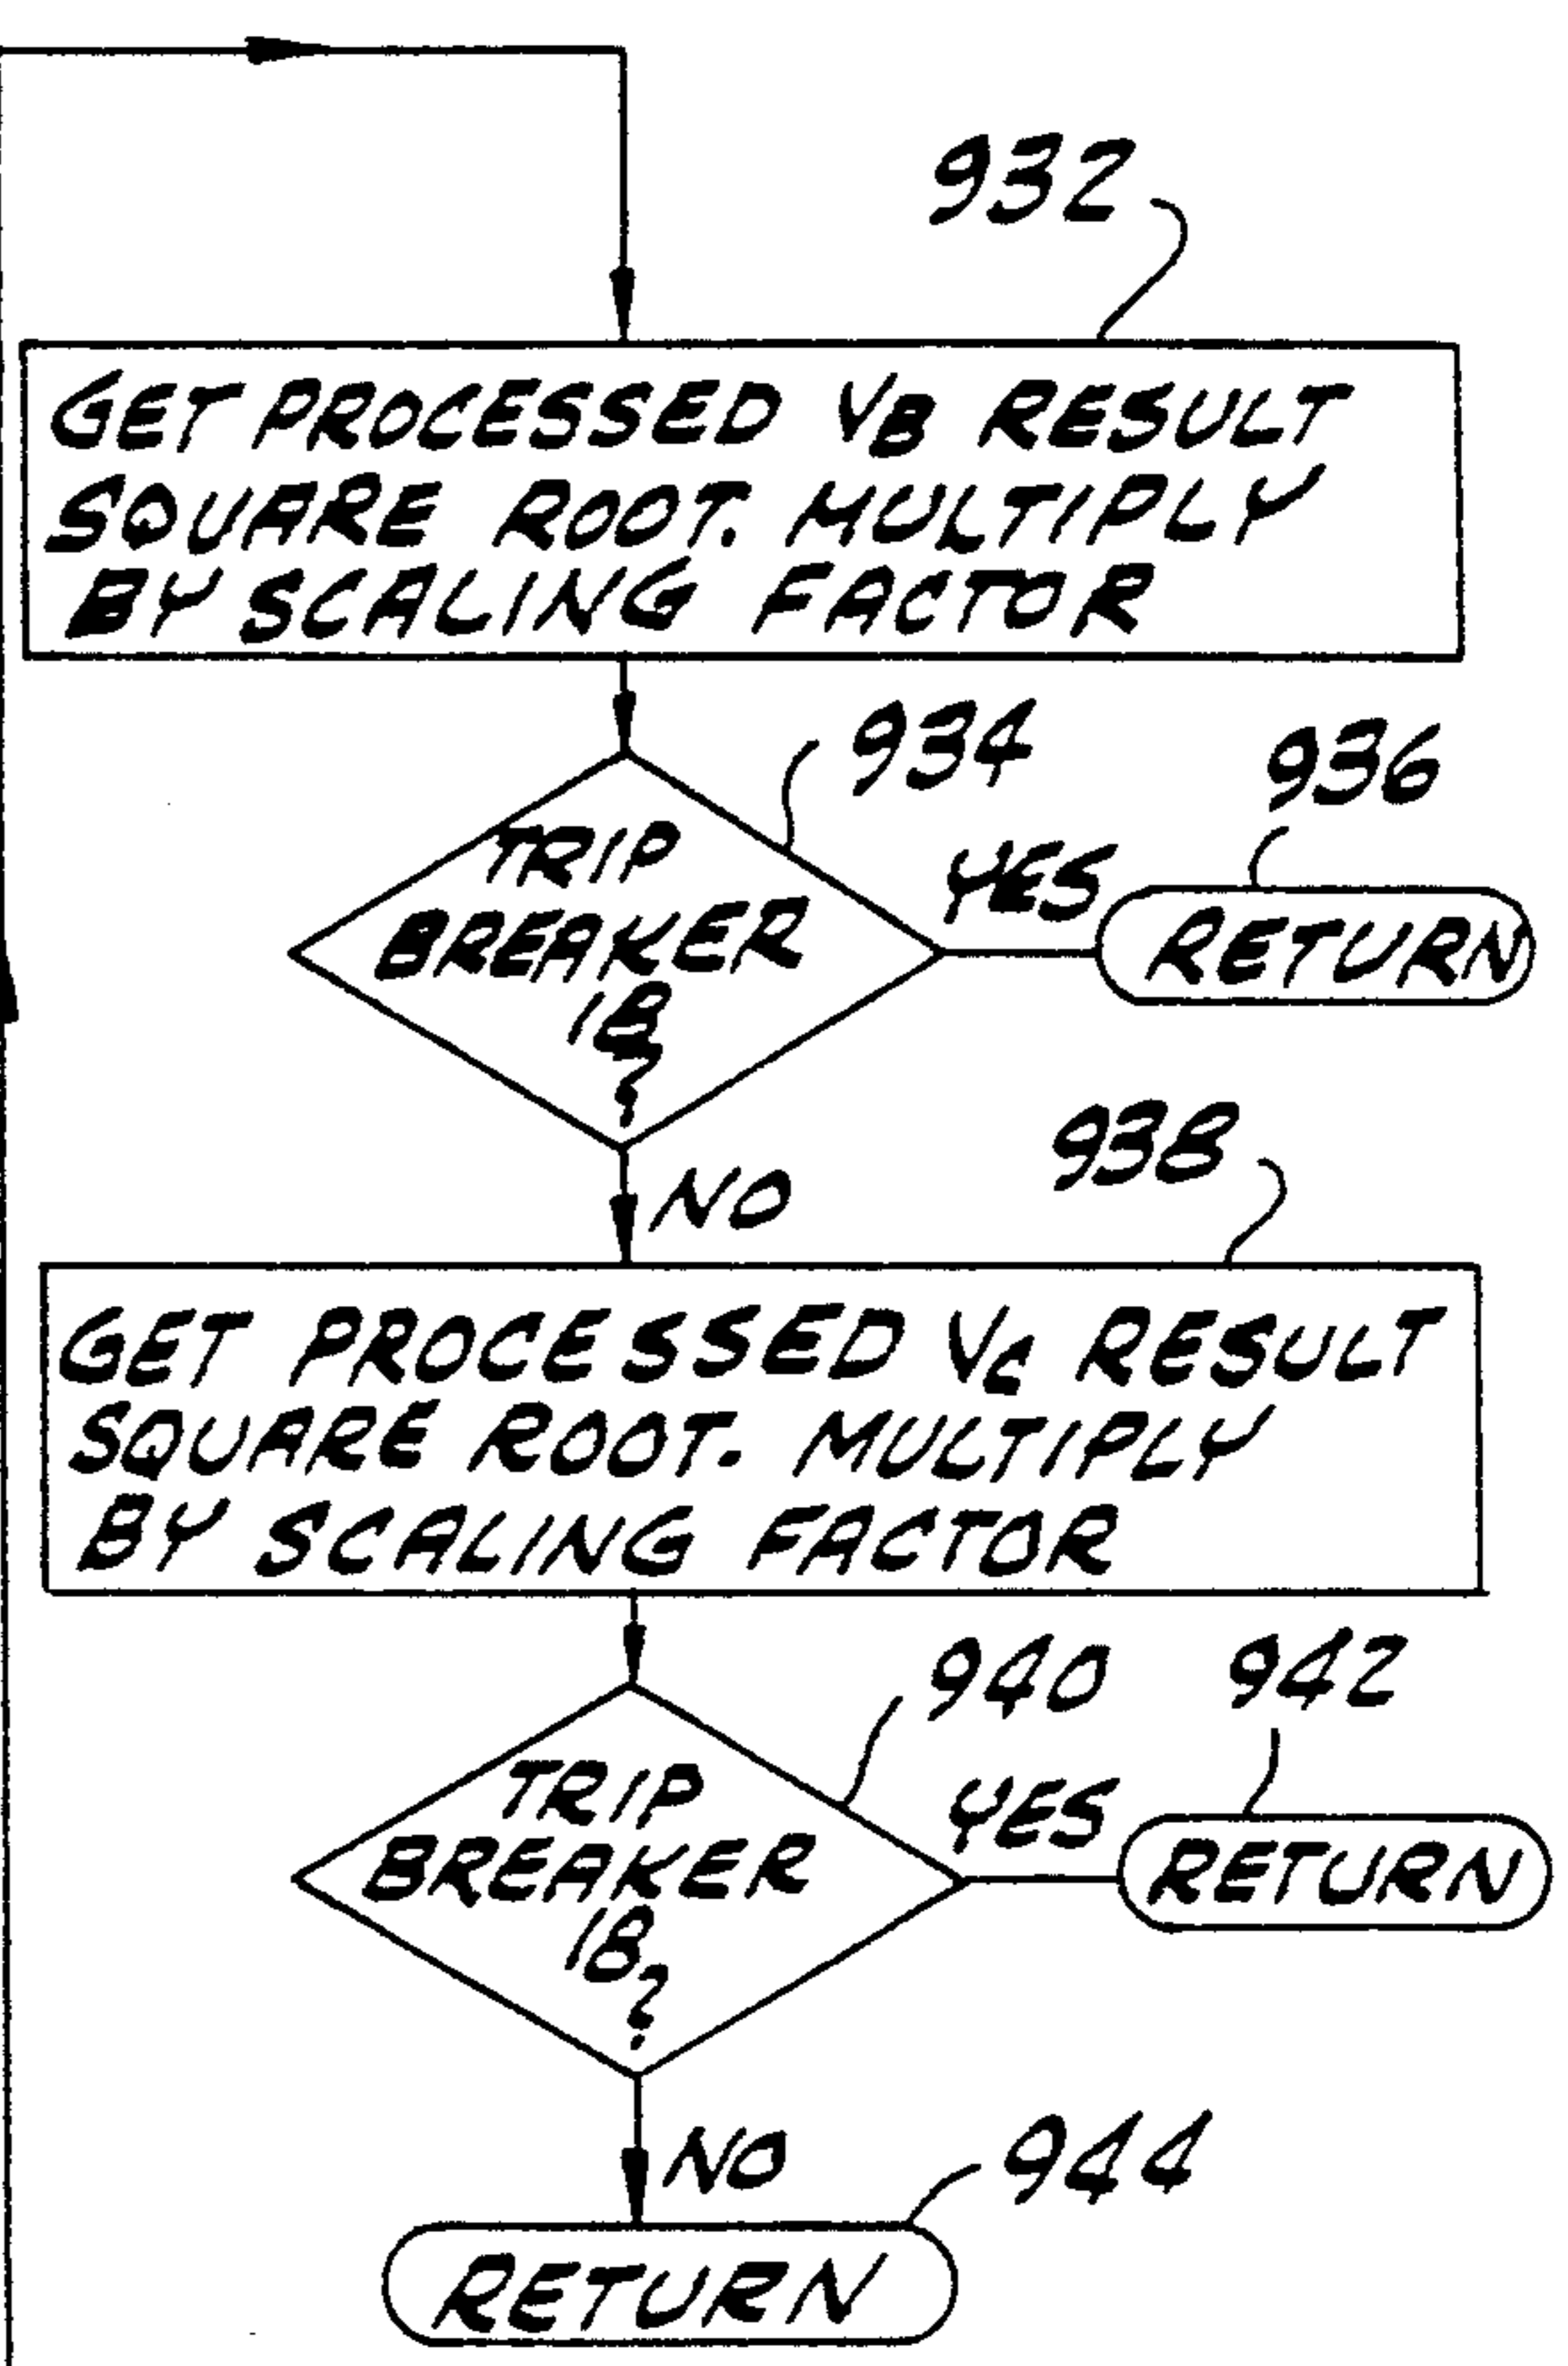 932
GET PROCESSED VB RESULT
SQUARE ROOT. MULTIPLY
BY SCALING FACTOR
934
936
TRIP
BREAKER
1B
?
YES
RETURN
NO
938
GET PROCESSED VC RESULT
SQUARE ROOT. MULTIPLY
BY SCALING FACTOR
940
942
TRIP
BREAKER
1B
?
YES
RETURN
NO
944
RETURN